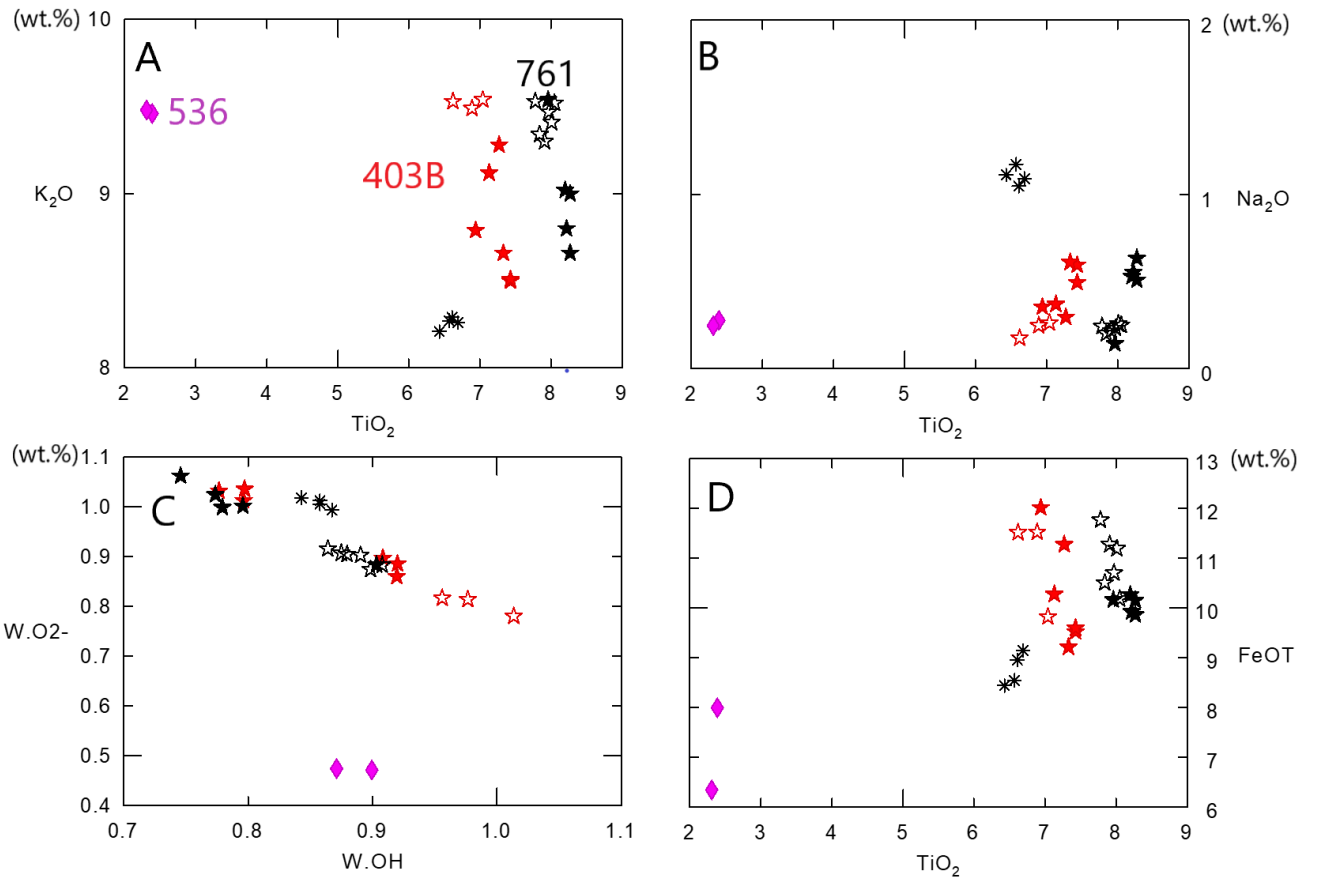 (wt.%) 10
A
761
536
403B
K2O
9
8
2 3 4 5 6 7 8 9
TiO2
2 (wt.%)
B
1 Na2O
0
2 3 4 5 6 7 8 9
TiO2
(wt.%) 1.1
C
1.0
0.9
0.8
W.O2-
0.7
0.6
0.5
0.4
0.7 0.8 0.9 1.0 1.1
W.OH
13 (wt.%)
D
12
11
10
9 FeOT
8
7
6
2 3 4 5 6 7 8 9
TiO2